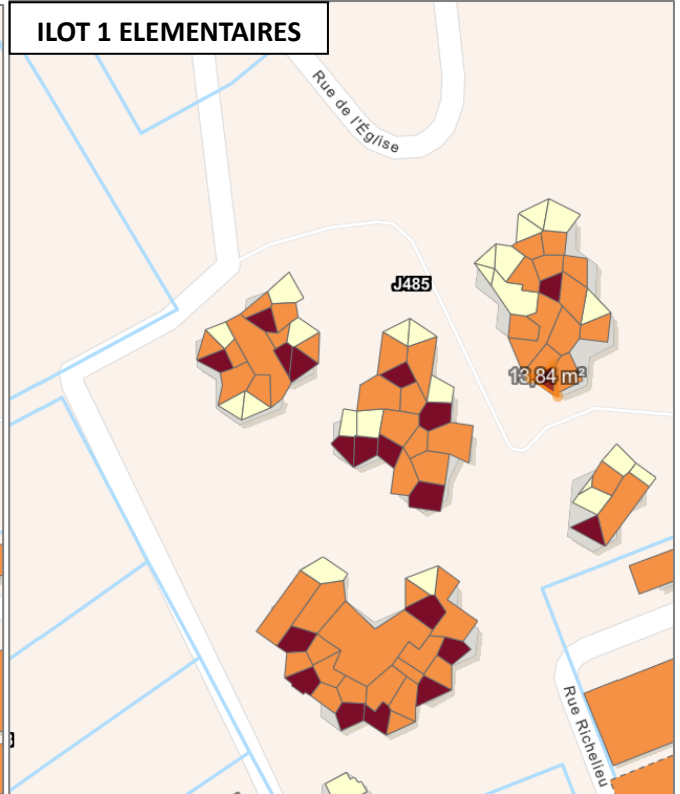 ILOT 1 ELEMENTAIRES
Rue de l'Église
J485
13,84 m²
Rue Richelieu